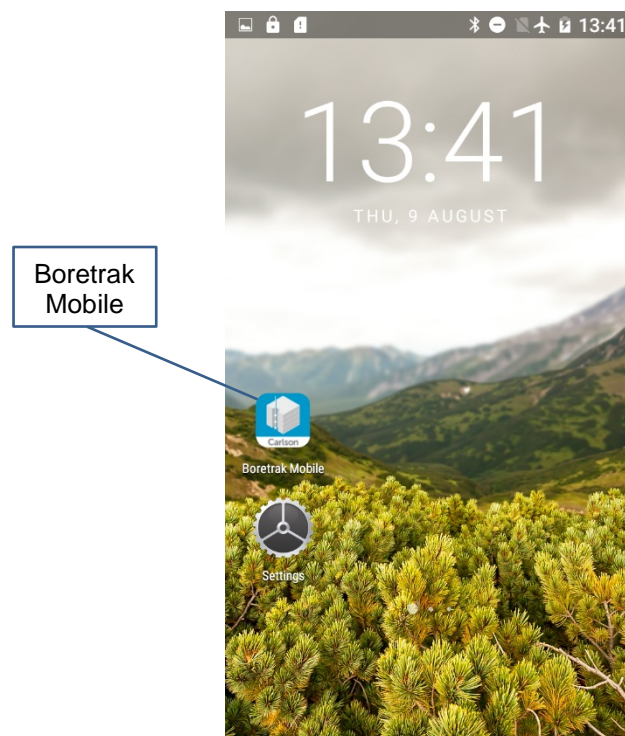 13:41
13:41
THU, 9 AUGUST
Boretrak
Mobile
Carlson
Boretrak Mobile
Settings